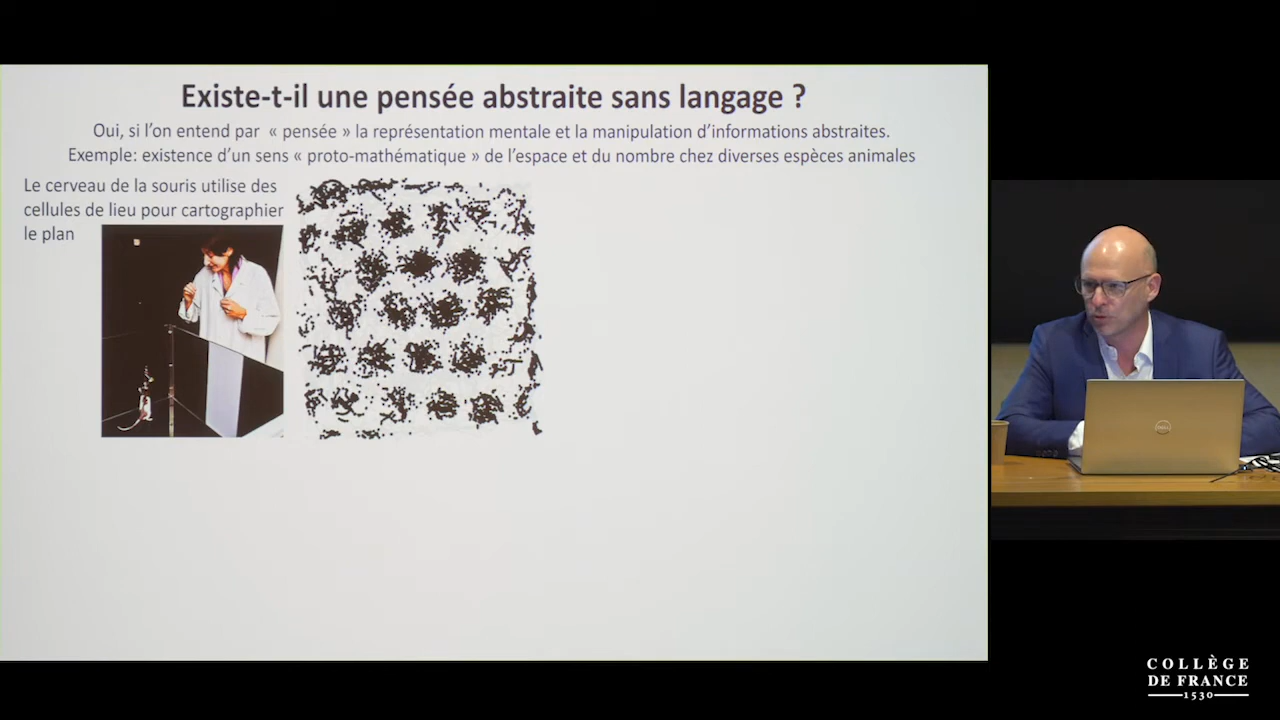 Existe-t-il une pensée abstraite sans langage ?
Oui, si l'on entend par « pensée » la représentation mentale et la manipulation d'informations abstraites.
Exemple: existence d'un sens « proto-mathématique » de l'espace et du nombre chez diverses espèces animales
Le cerveau de la souris utilise des
cellules de lieu pour cartographier
le plan
DELL
COLLÈGE
DE FRANCE
1530